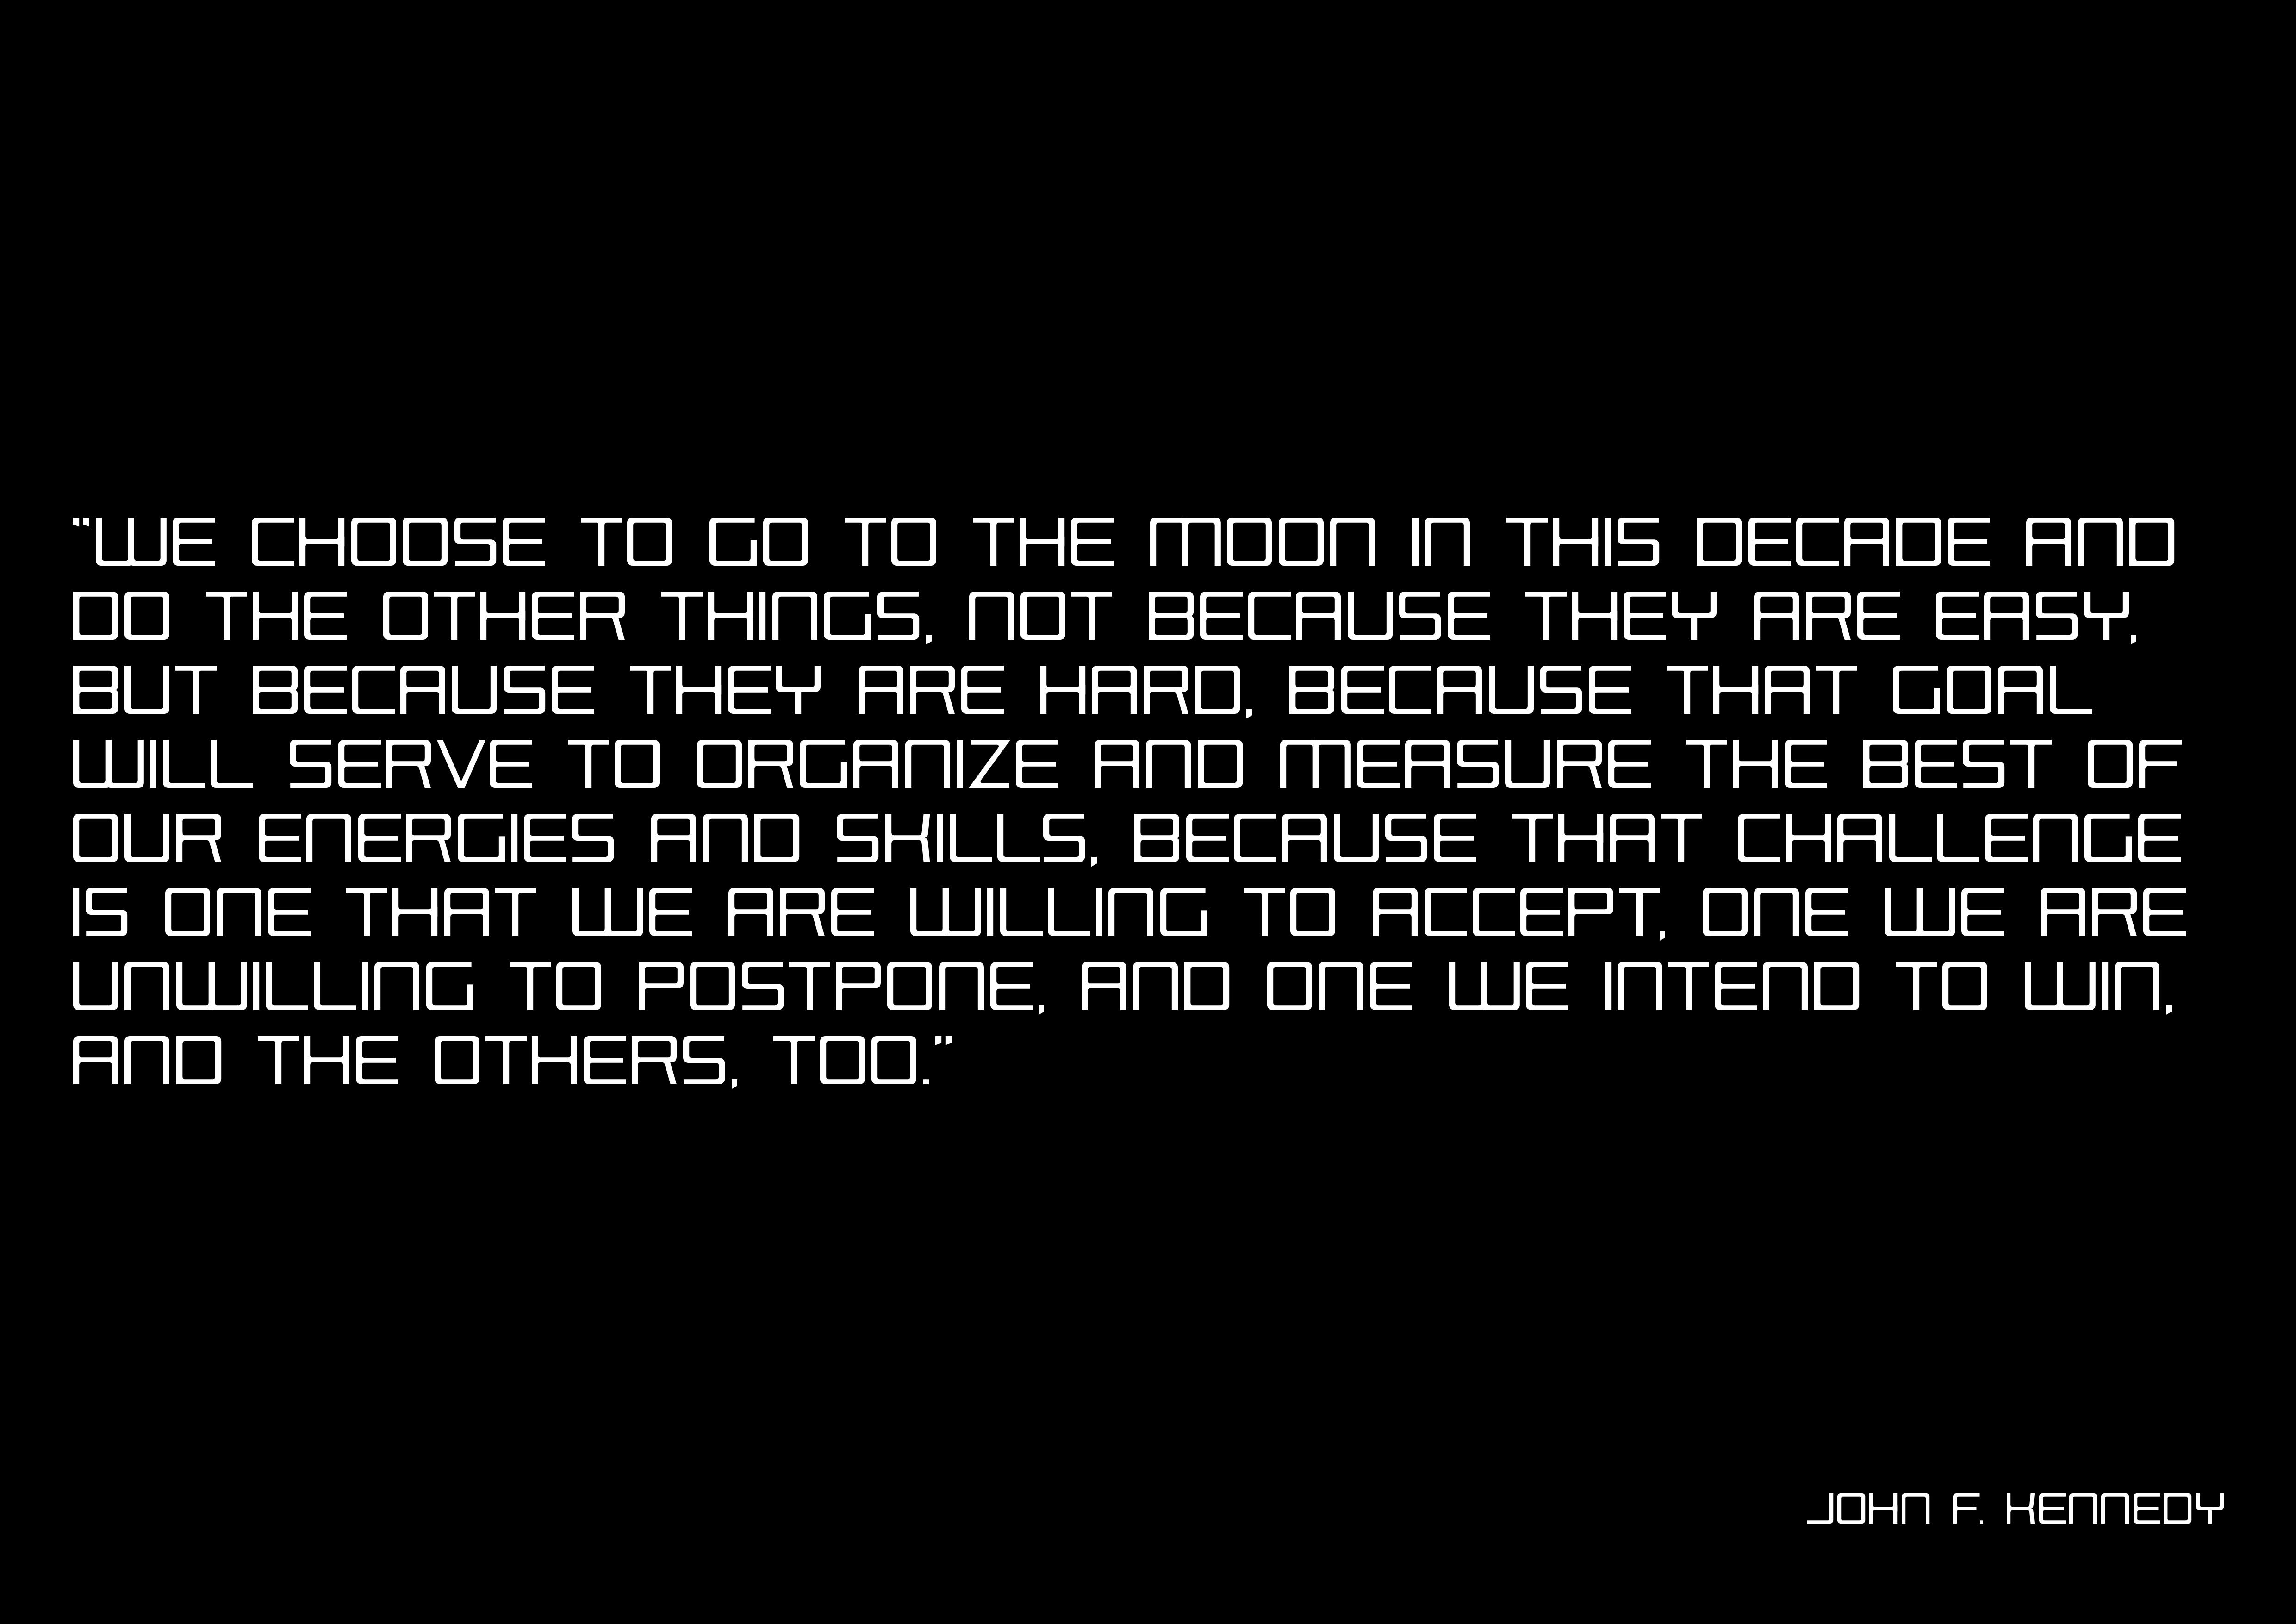 “WE CHOOSE TO GO TO THE MOON IN THIS DECADE AND
DO THE OTHER THINGS, NOT BECAUSE THEY ARE EASY,
BUT BECAUSE THEY ARE HARD, BECAUSE THAT GOAL
WILL SERVE TO ORGANIZE AND MEASURE THE BEST OF
OUR ENERGIES AND SKILLS, BECAUSE THAT CHALLENGE
IS ONE THAT WE ARE WILLING TO ACCEPT, ONE WE ARE
UNWILLING TO POSTPONE, AND ONE WE INTEND TO WIN,
AND THE OTHERS, TOO.”
JOHN F. KENNEDY